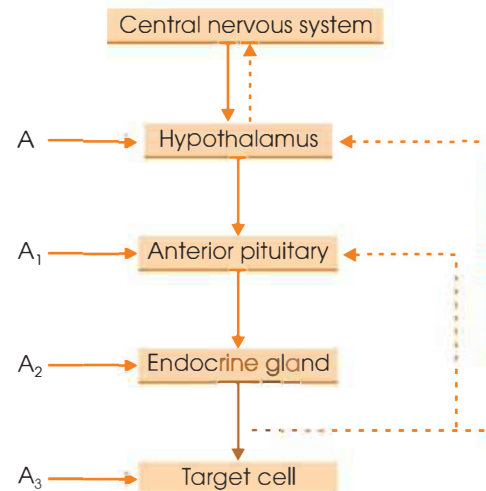 Central nervous system
A
Hypothalamus
A₁
Anterior pituitary
A₂
Endocrine gland
A₃
Target cell